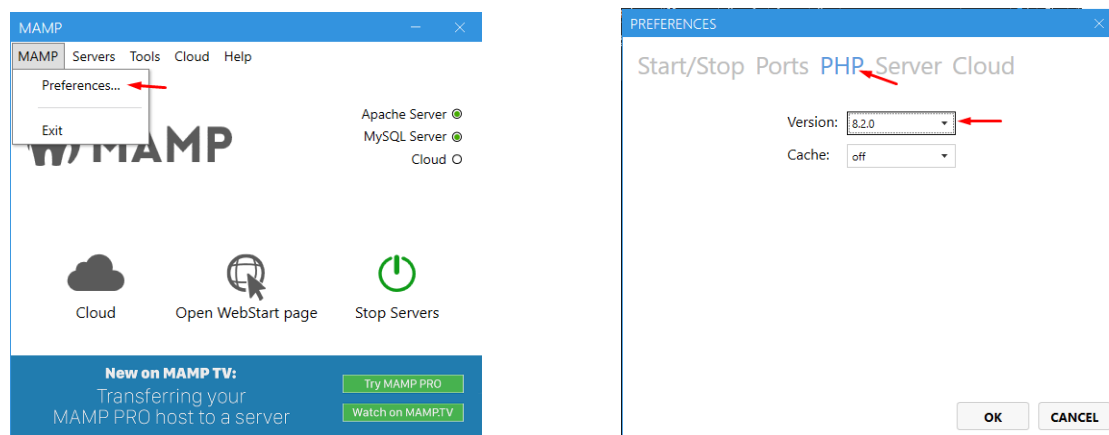 MAMP
MAMP Servers Tools Cloud Help
Preferences...
Exit
MAMP
Apache Server
MySQL Server
Cloud
Cloud
Open WebStart page
Stop Servers
New on MAMP TV:
Transferring your
MAMP PRO host to a server
Try MAMP PRO
Watch on MAMP.TV
PREFERENCES
Start/Stop Ports PHP Server Cloud
Version: 8.2.0
Cache: off
OK CANCEL